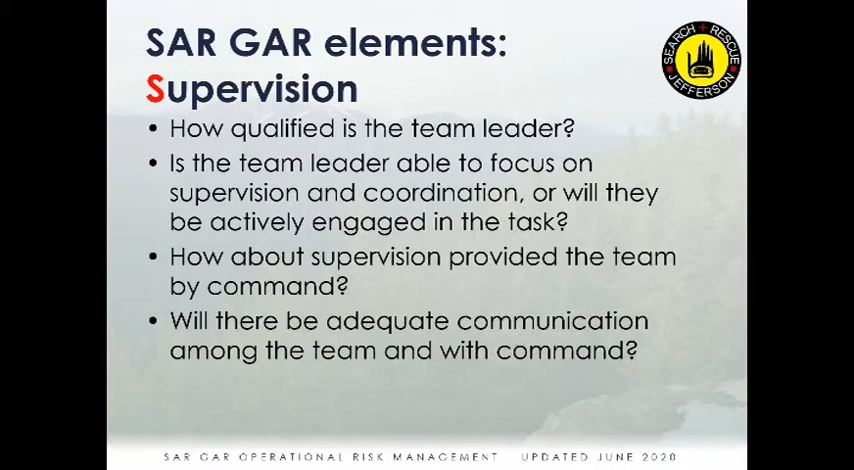 SAR GAR elements:
Supervision
SEARCH + RESCUE
JEFFERSON
• How qualified is the team leader?
• Is the team leader able to focus on
supervision and coordination, or will they
be actively engaged in the task?
• How about supervision provided the team
by command?
• Will there be adequate communication
among the team and with command?
SAR GAR OPERATIONAL RISK MANAGEMENT UPDATED JUNE 2020